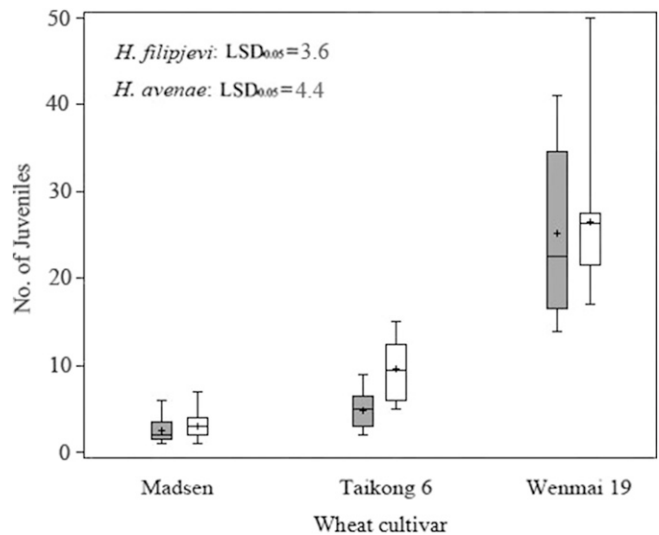 50
40
30
20
10
0
No. of Juveniles
H. filipjevi: LSD0.05=3.6
H. avenae: LSD0.05=4.4
Madsen Taikong 6 Wenmai 19
Wheat cultivar